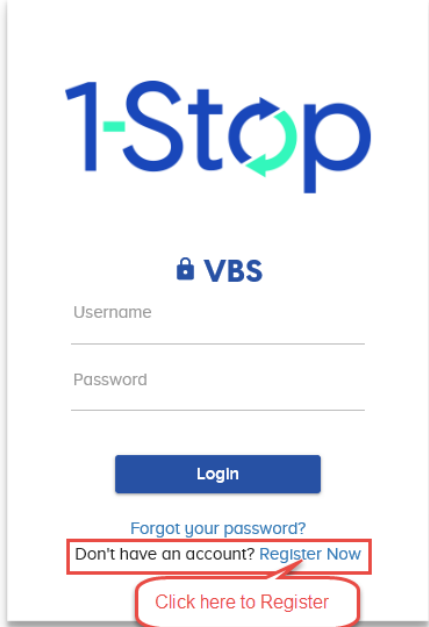 1-Stop
VBS
Username
Password
Login
Forgot your password?
Don't have an account? Register Now
Click here to Register